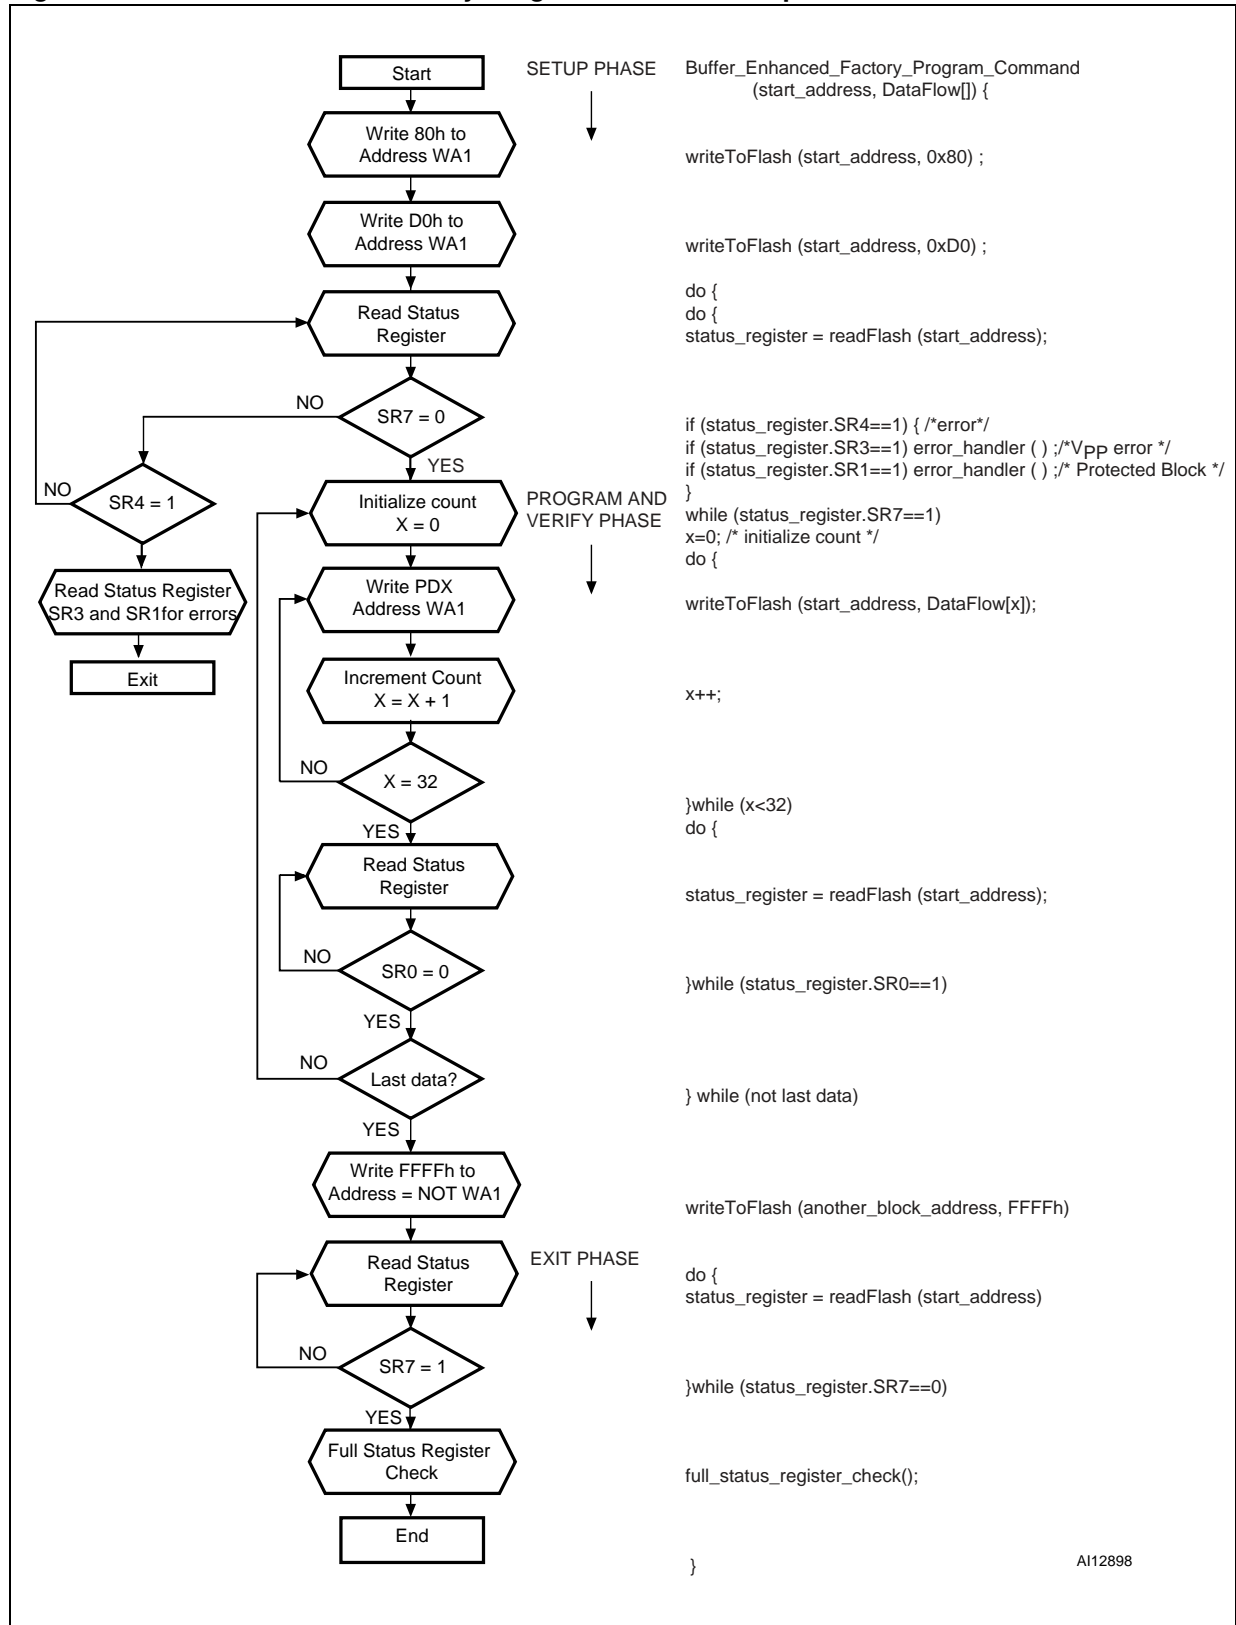 Start
SETUP PHASE
Buffer_Enhanced_Factory_Program_Command
(start_address, DataFlow[]) {
Write 80h to
Address WA1
writeToFlash (start_address, 0x80) ;
Write D0h to
Address WA1
writeToFlash (start_address, 0xD0) ;
do {
do {
Read Status
Register
status_register = readFlash (start_address);
NO
SR7 = 0
YES
if (status_register.SR4==1) { /*error*/
if (status_register.SR3==1) error_handler ( ) ;/*VPP error */
if (status_register.SR1==1) error_handler ( ) ;/* Protected Block */
}
NO
SR4 = 1
Initialize count
X = 0
PROGRAM AND
VERIFY PHASE
while (status_register.SR7==1)
x=0; /* initialize count */
do {
Read Status Register
SR3 and SR1for errors
Exit
Write PDX
Address WA1
writeToFlash (start_address, DataFlow[x]);
Increment Count
X = X + 1
x++;
NO
X = 32
YES
}while (x<32)
do {
Read Status
Register
status_register = readFlash (start_address);
NO
SR0 = 0
YES
}while (status_register.SR0==1)
NO
Last data?
YES
} while (not last data)
Write FFFFh to
Address = NOT WA1
writeToFlash (another_block_address, FFFFh)
Read Status
Register
EXIT PHASE
do {
status_register = readFlash (start_address)
NO
SR7 = 1
YES
}while (status_register.SR7==0)
Full Status Register
Check
full_status_register_check();
End
}
AI12898